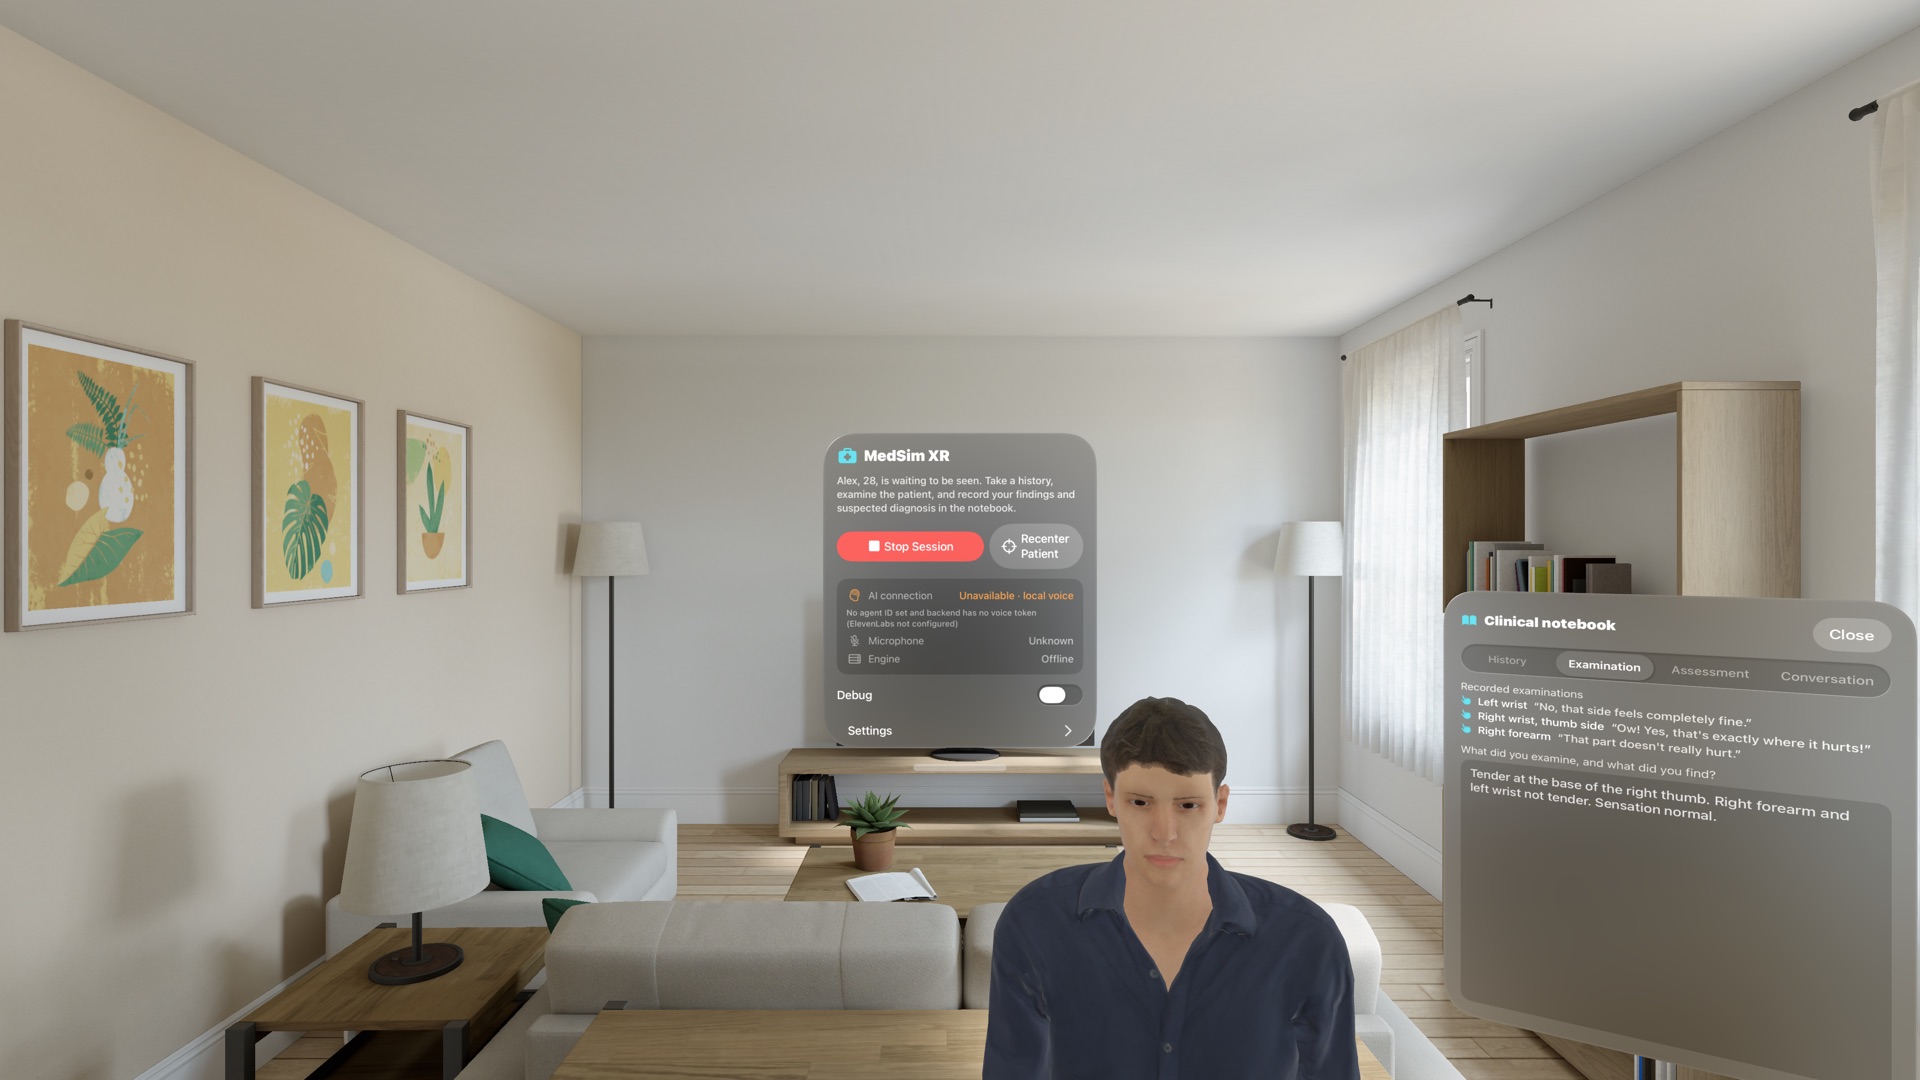 MedSim XR
Alex, 28, is waiting to be seen. Take a history,
examine the patient, and record your findings and
suspected diagnosis in the notebook.
Stop Session
Recenter
Patient
AI connection Unavailable · local voice
No agent ID set and backend has no voice token
(ElevenLabs not configured)
Microphone Unknown
Engine Offline
Debug
Settings
Clinical notebook
Close
History Examination Assessment Conversation
Recorded examinations
Left wrist “No, that side feels completely fine.”
Right wrist, thumb side “Ow! Yes, that's exactly where it hurts!”
Right forearm “That part doesn't really hurt.”
What did you examine, and what did you find?
Tender at the base of the right thumb. Right forearm and
left wrist not tender. Sensation normal.